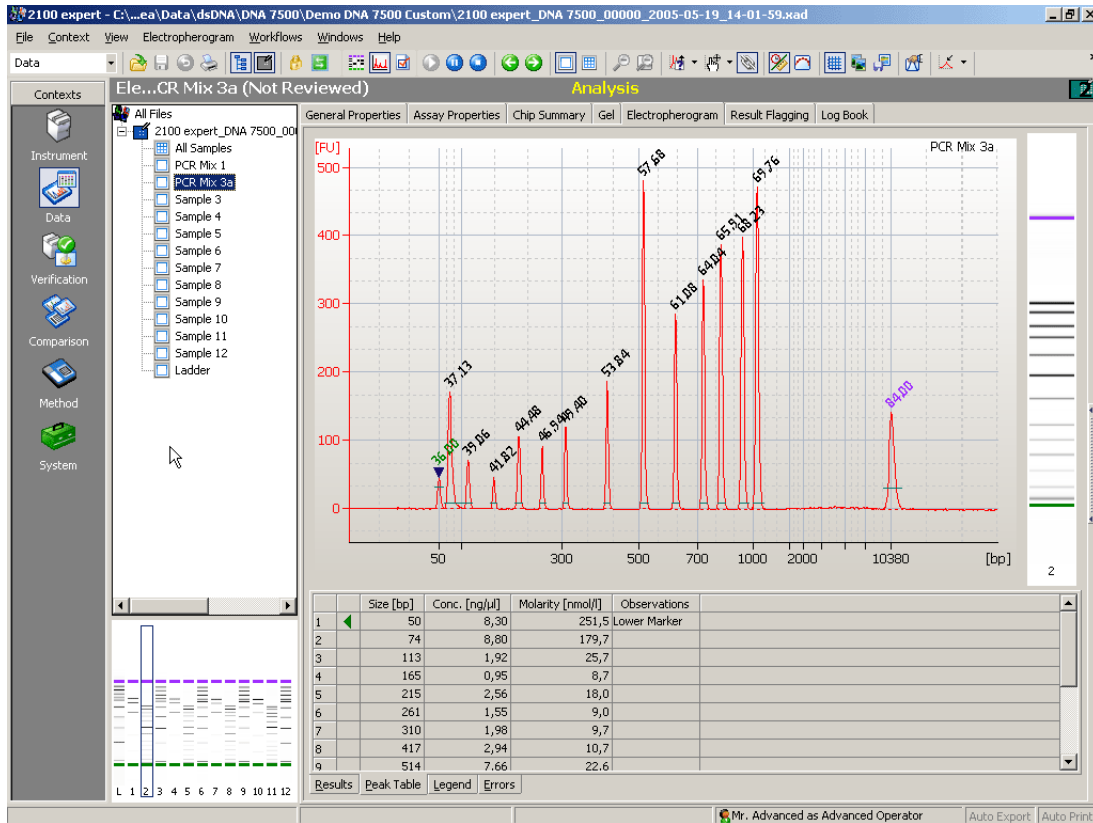 2100 expert - C:\...ea\Data\dsDNA\DNA 7500\Demo DNA 7500 Custom\2100 expert_DNA 7500_00000_2005-05-19_14-01-59.xad
File Context View Electropherogram Workflows Windows Help
Data
Contexts
Ele...CR Mix 3a (Not Reviewed)
Analysis
Instrument
Data
Verification
Comparison
Method
System
All Files
2100 expert_DNA 7500_00
All Samples
PCR Mix 1
PCR Mix 3a
Sample 3
Sample 4
Sample 5
Sample 6
Sample 7
Sample 8
Sample 9
Sample 10
Sample 11
Sample 12
Ladder
L 1 2 3 4 5 6 7 8 9 10 11 12
General Properties Assay Properties Chip Summary Gel Electropherogram Result Flagging Log Book
[FU]
PCR Mix 3a
500
400
300
200
100
0
36.00
37.13
39.06
41.82
44.48
46.94
49.40
53.84
57.68
61.08
64.04
65.91
68.23
69.76
84.00
50 300 500 700 1000 2000 10380 [bp]
2
Size [bp] Conc. [ng/µl] Molarity [nmol/l] Observations
1 50 8,30 251,5 Lower Marker
2 74 8,80 179,7
3 113 1,92 25,7
4 165 0,95 8,7
5 215 2,56 18,0
6 261 1,55 9,0
7 310 1,98 9,7
8 417 2,94 10,7
9 514 7,66 22,6
Results Peak Table Legend Errors
Mr. Advanced as Advanced Operator Auto Export Auto Print